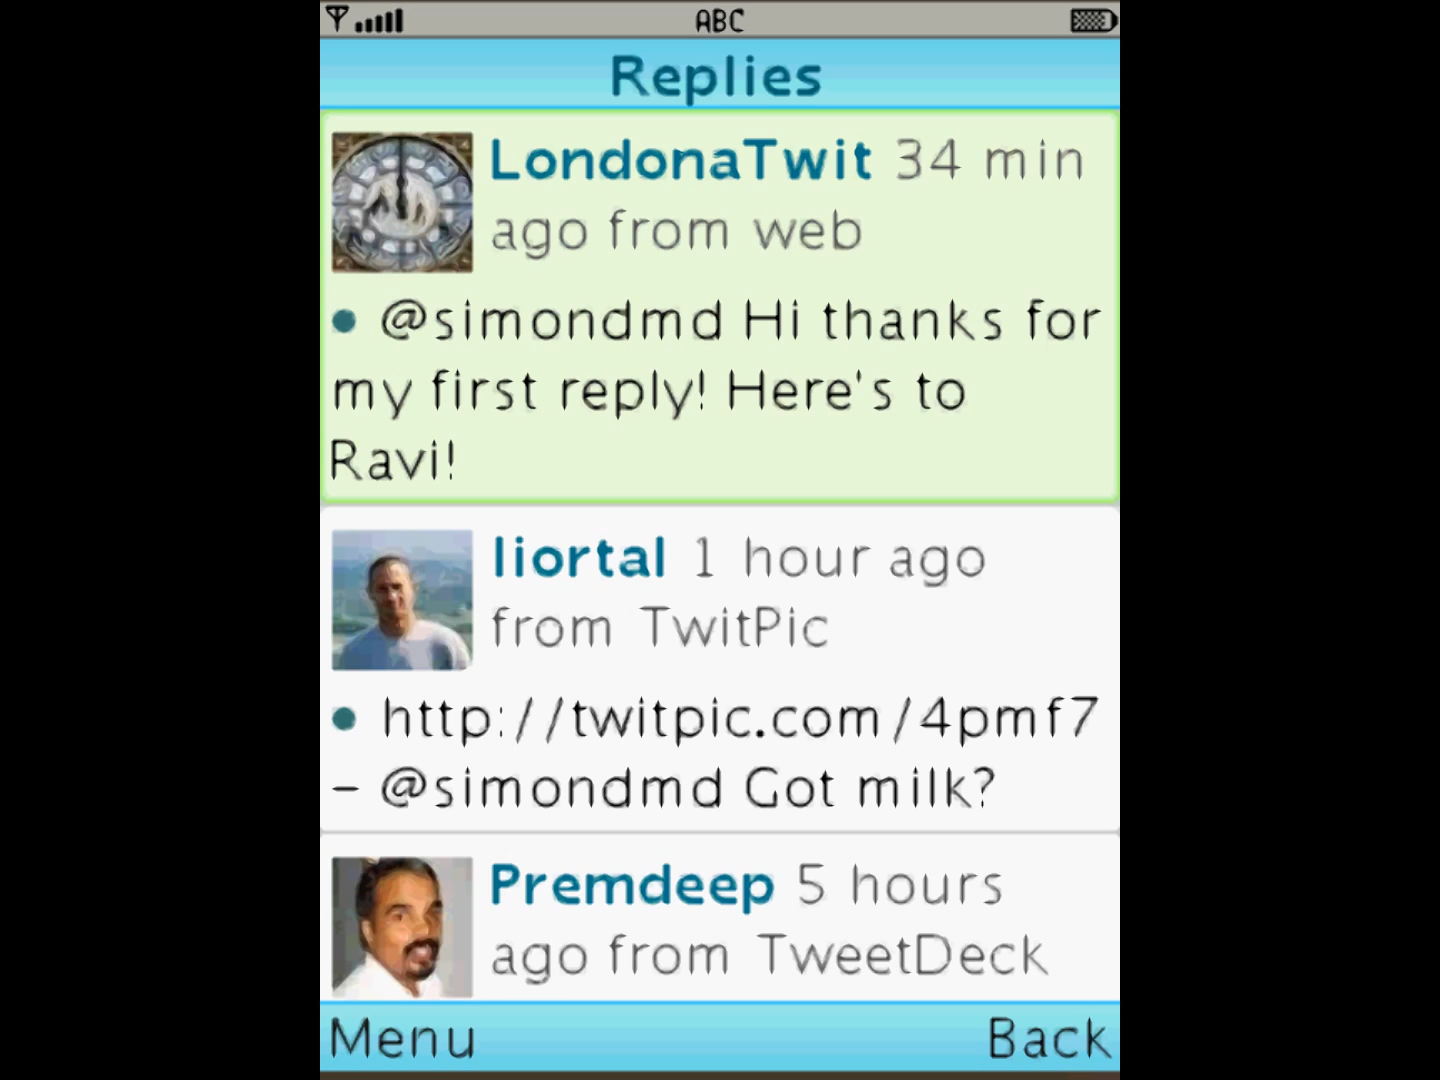 ABC
Replies
LondonaTwit 34 min
ago from web
• @simondmd Hi thanks for
my first reply! Here's to
Ravi!
liortal 1 hour ago
from TwitPic
• http://twitpic.com/4pmf7
– @simondmd Got milk?
Premdeep 5 hours
ago from TweetDeck
Menu Back